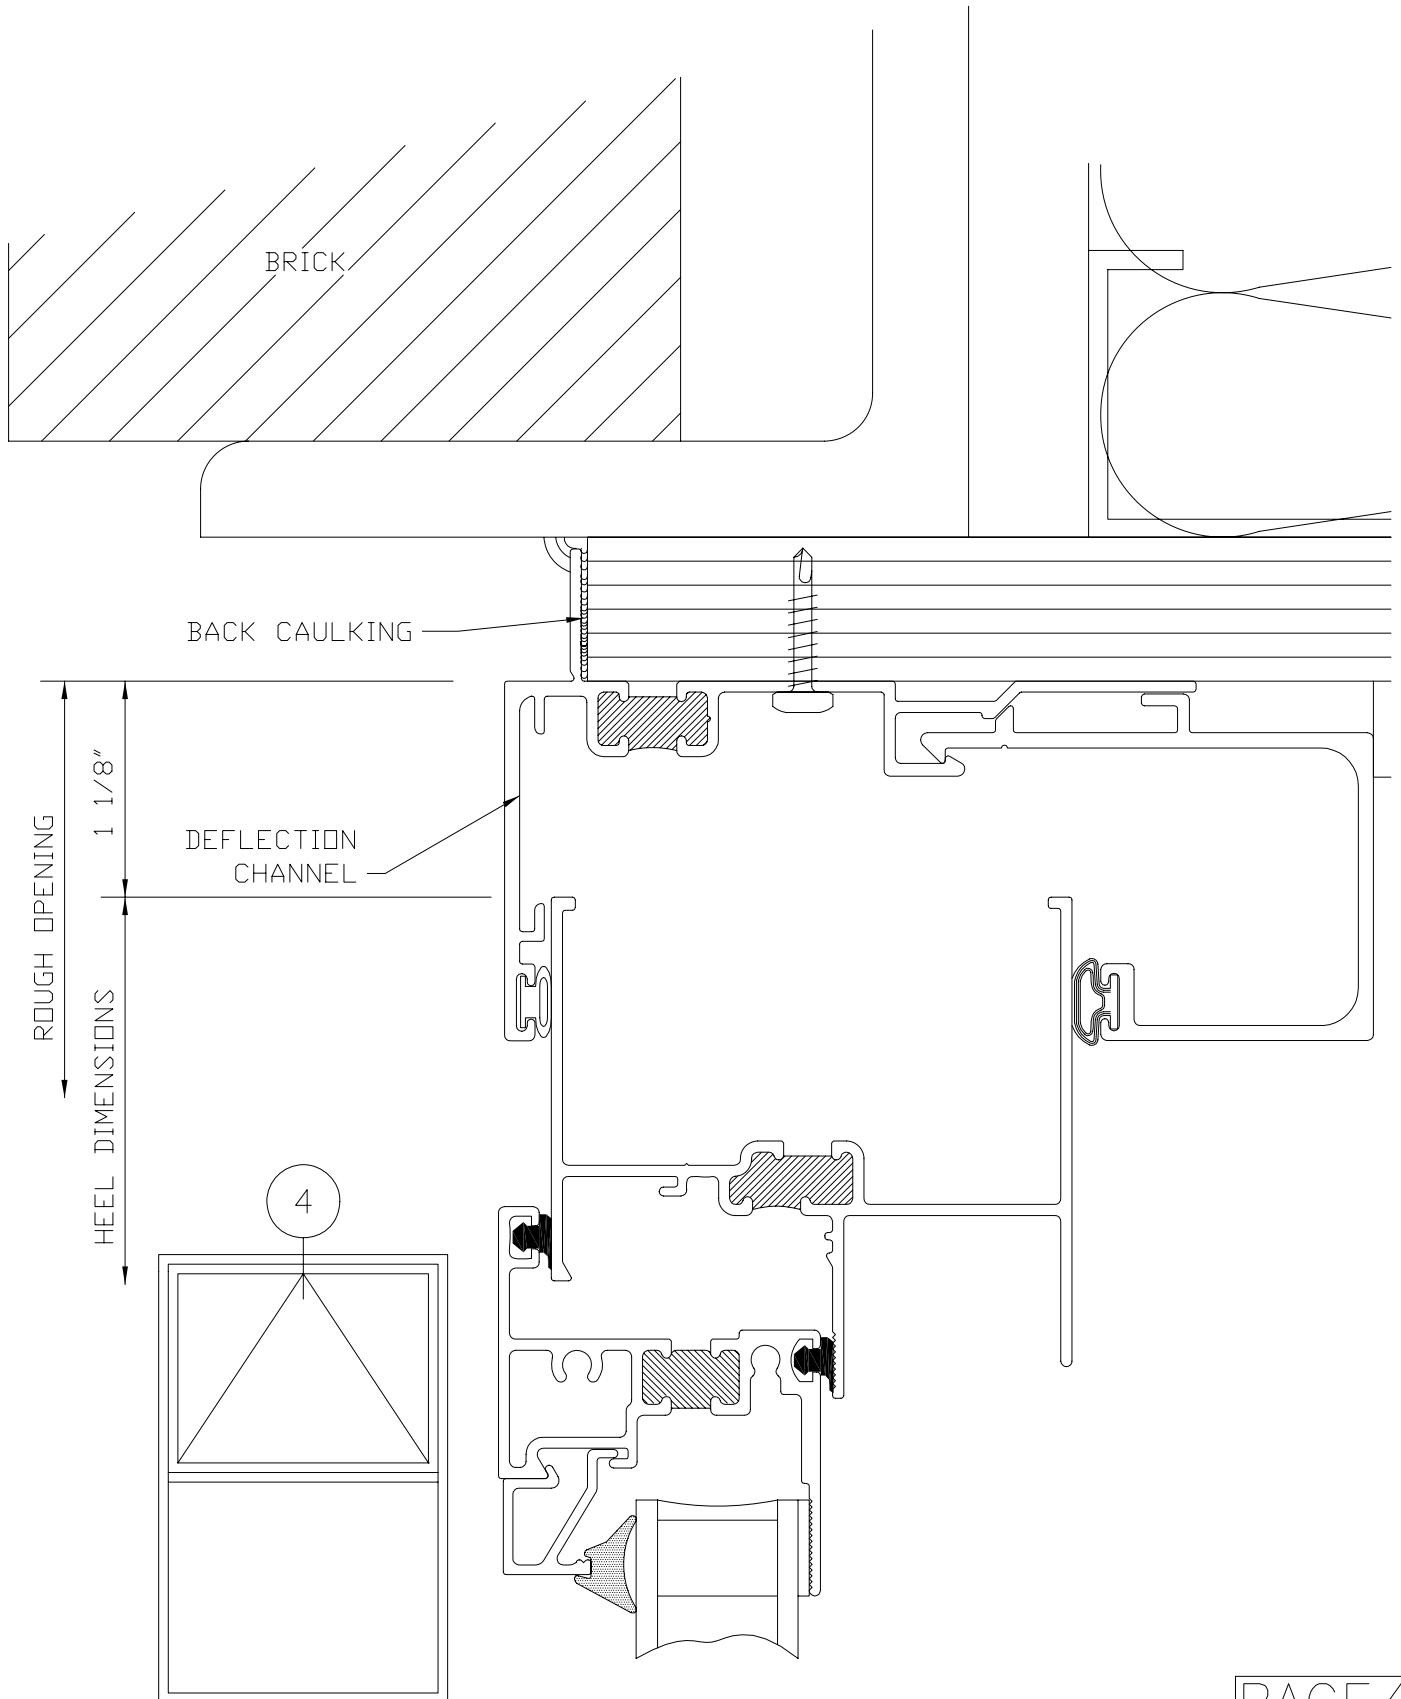 BRICK
BACK CAULKING
1 1/8"
ROUGH OPENING
DEFLECTION
CHANNEL
HEEL DIMENSIONS
4